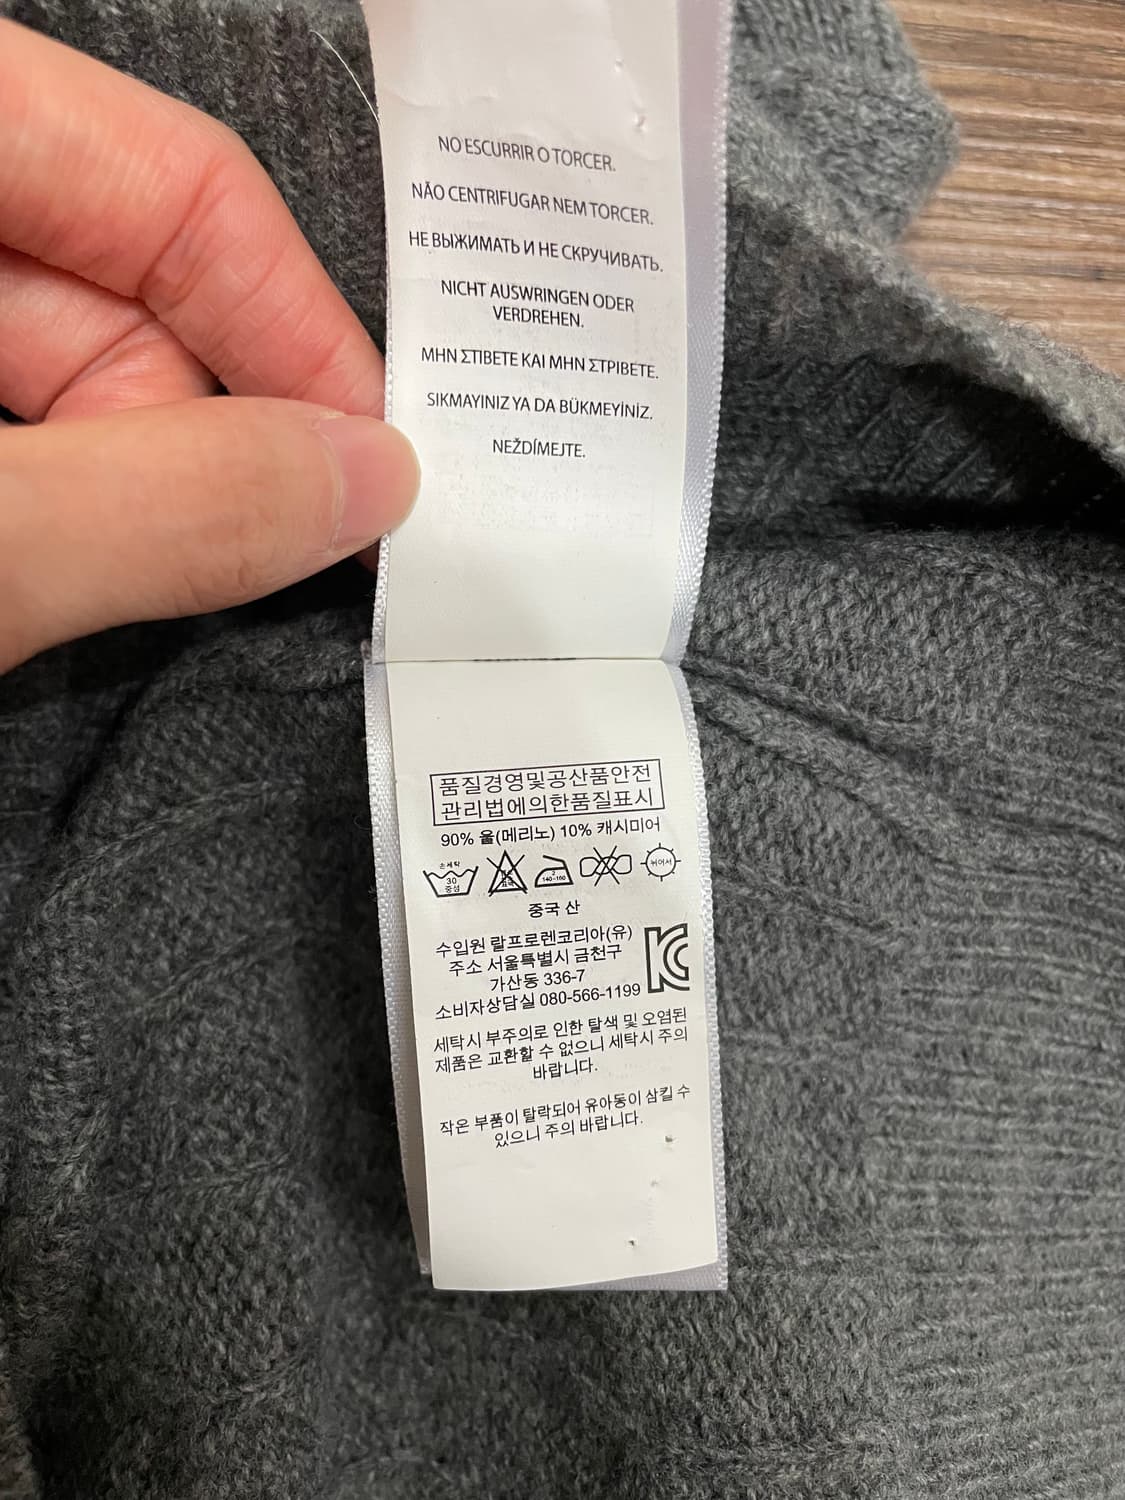 NO ESCURRIR O TORCER.
NÃO CENTRIFUGAR NEM TORCER.
НЕ ВЫЖИМАТЬ И НЕ СКРУЧИВАТЬ.
NICHT AUSWRINGEN ODER
VERDREHEN.
ΜΗΝ ΣΤΙΒΕΤΕ ΚΑΙ ΜΗΝ ΣΤΡΙΒΕΤΕ.
SIKMAYINIZ YA DA BÜKMEYİNİZ.
NEŽDÍMEJTE.
품질경영및공산품안전
관리법에의한품질표시
90% 울(메리노) 10% 캐시미어
손세탁
30
중성
2
140~160
뉘어서
중국 산
수입원 랄프로렌코리아(유)
주소 서울특별시 금천구
가산동 336-7
소비자상담실 080-566-1199
KC
세탁시 부주의로 인한 탈색 및 오염된
제품은 교환할 수 없으니 세탁시 주의
바랍니다.
작은 부품이 탈락되어 유아동이 삼킬 수
있으니 주의 바랍니다.